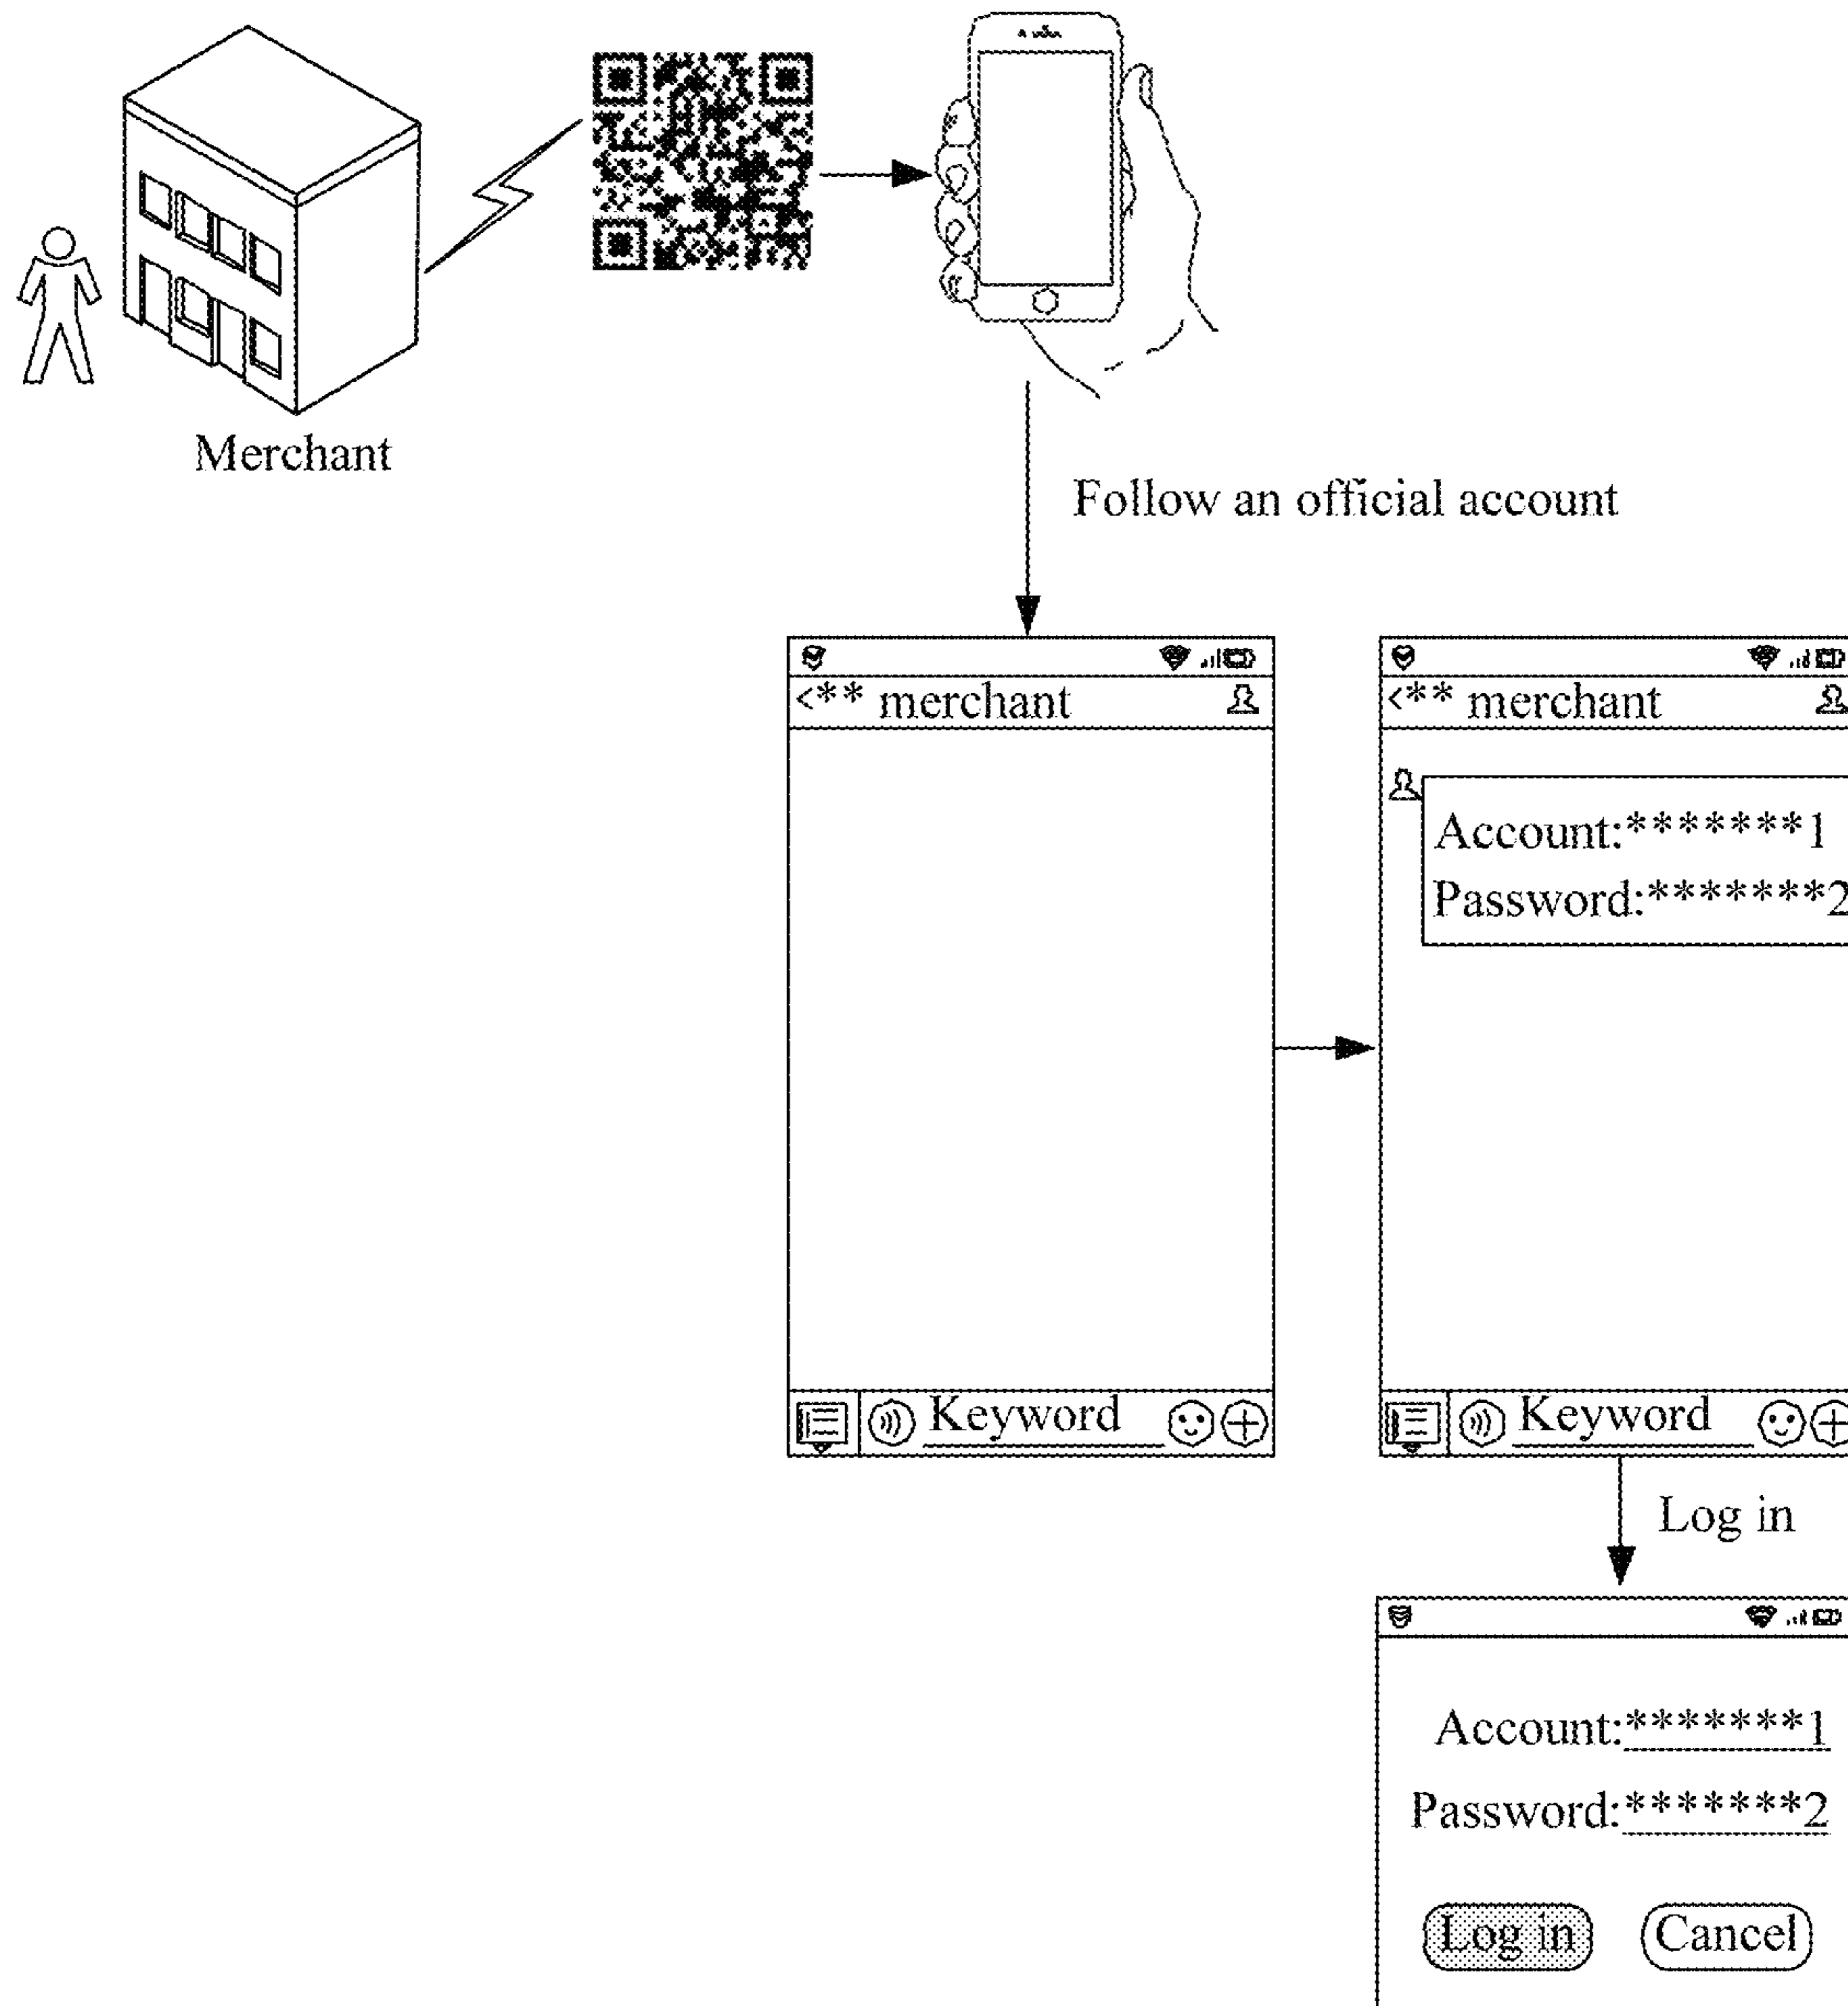 Merchant
Follow an official account
<** merchant
<** merchant
Account:*******1
Password:*******2
Keyword
Keyword
Log in
Account:*******1
Password:*******2
Log in
Cancel